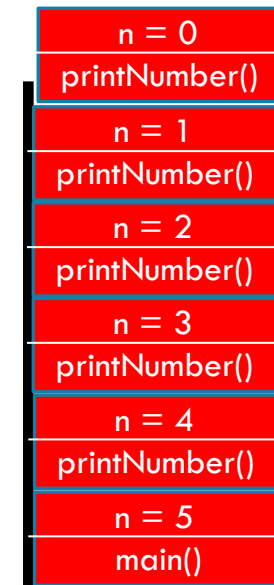 n = 0
printNumber()
n = 1
printNumber()
n = 2
printNumber()
n = 3
printNumber()
n = 4
printNumber()
n = 5
main()